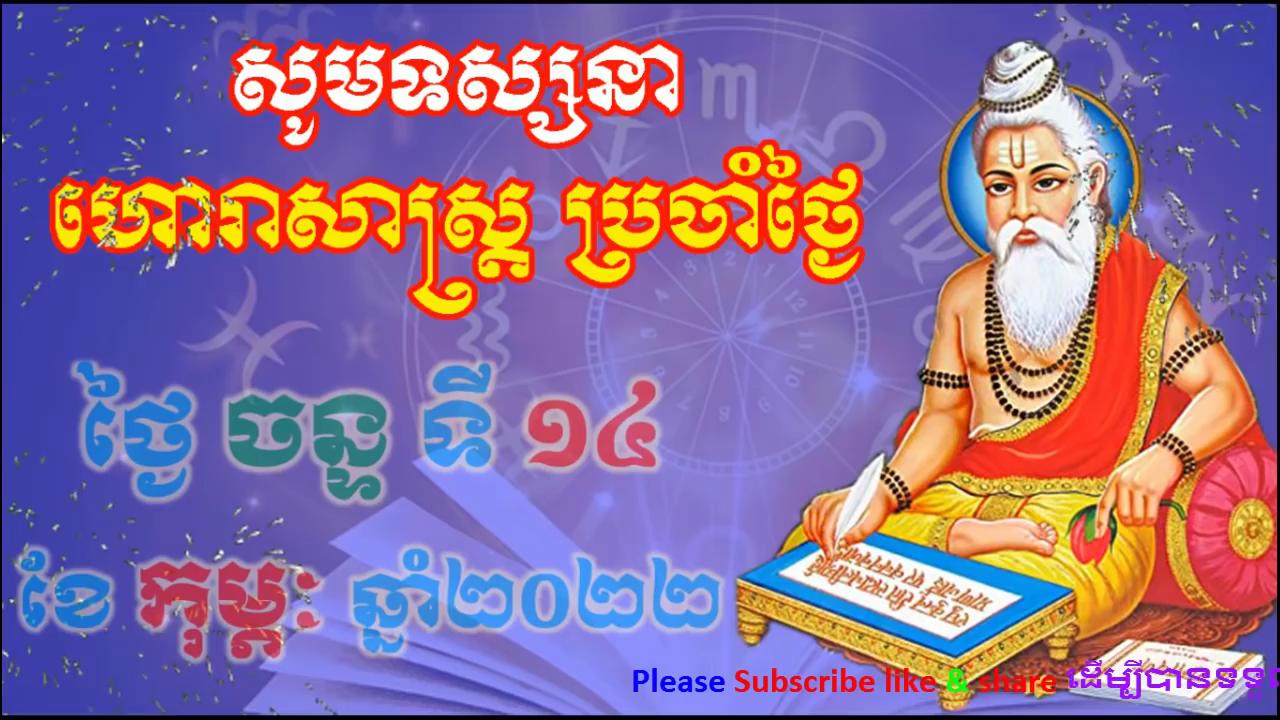 សូមទស្សនា
ហោរាសាស្ត្រ ប្រចាំថ្ងៃ
ថ្ងៃ ចន្ទ ទី ១៤
ខែ កុម្ភៈ ឆ្នាំ២០២២
Please Subscribe like & share ដើម្បីបានទទួល